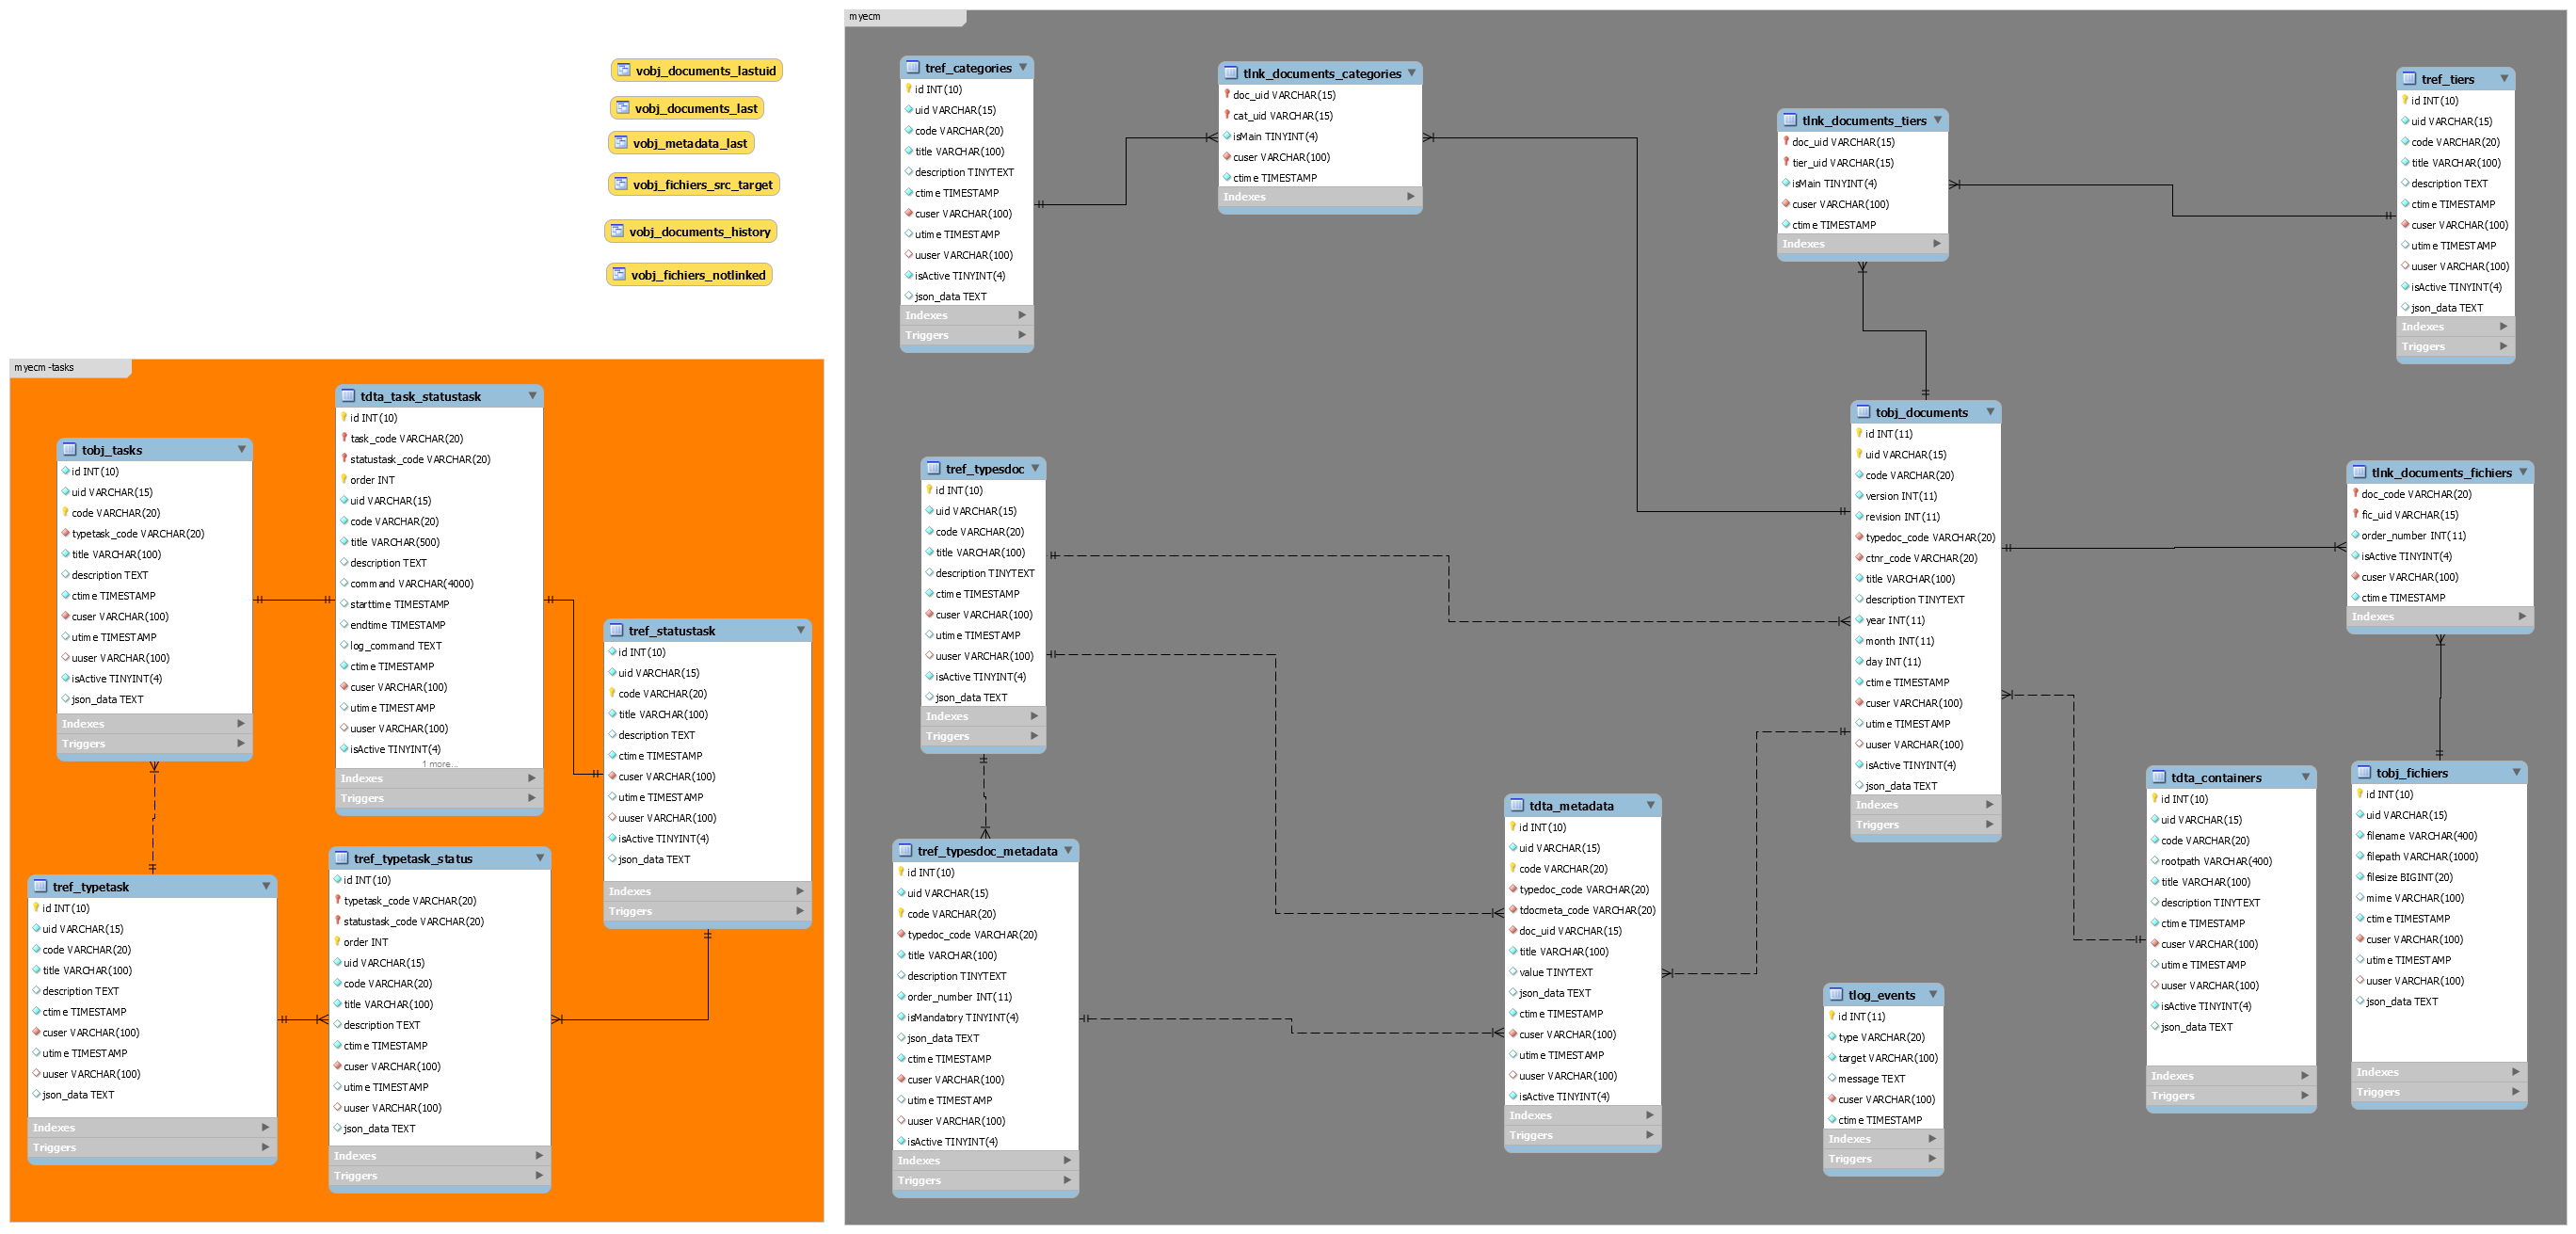 vobj_documents_lastuid
vobj_documents_last
vobj_metadata_last
vobj_fichiers_src_target
vobj_documents_history
vobj_fichiers_notlinked
myecm-tasks
tobj_tasks
id INT(10)
uid VARCHAR(15)
code VARCHAR(20)
typetask_code VARCHAR(20)
title VARCHAR(100)
description TEXT
ctime TIMESTAMP
cuser VARCHAR(100)
utime TIMESTAMP
uuser VARCHAR(100)
isActive TINYINT(4)
json_data TEXT
Indexes
Triggers
tdta_task_statustask
id INT(10)
task_code VARCHAR(20)
statustask_code VARCHAR(20)
order INT
uid VARCHAR(15)
code VARCHAR(20)
title VARCHAR(500)
description TEXT
command VARCHAR(4000)
starttime TIMESTAMP
endtime TIMESTAMP
log_command TEXT
ctime TIMESTAMP
cuser VARCHAR(100)
utime TIMESTAMP
uuser VARCHAR(100)
isActive TINYINT(4)
1 more...
Indexes
Triggers
tref_statustask
id INT(10)
uid VARCHAR(15)
code VARCHAR(20)
title VARCHAR(100)
description TEXT
ctime TIMESTAMP
cuser VARCHAR(100)
utime TIMESTAMP
uuser VARCHAR(100)
isActive TINYINT(4)
json_data TEXT
Indexes
Triggers
tref_typetask
id INT(10)
uid VARCHAR(15)
code VARCHAR(20)
title VARCHAR(100)
description TEXT
ctime TIMESTAMP
cuser VARCHAR(100)
utime TIMESTAMP
uuser VARCHAR(100)
json_data TEXT
Indexes
Triggers
tref_typetask_status
id INT(10)
typetask_code VARCHAR(20)
statustask_code VARCHAR(20)
order INT
uid VARCHAR(15)
code VARCHAR(20)
title VARCHAR(100)
description TEXT
ctime TIMESTAMP
cuser VARCHAR(100)
utime TIMESTAMP
uuser VARCHAR(100)
json_data TEXT
Indexes
Triggers
myecm
tref_categories
id INT(10)
uid VARCHAR(15)
code VARCHAR(20)
title VARCHAR(100)
description TINYTEXT
ctime TIMESTAMP
cuser VARCHAR(100)
utime TIMESTAMP
uuser VARCHAR(100)
isActive TINYINT(4)
json_data TEXT
Indexes
Triggers
tlnk_documents_categories
doc_uid VARCHAR(15)
cat_uid VARCHAR(15)
isMain TINYINT(4)
cuser VARCHAR(100)
ctime TIMESTAMP
Indexes
tlnk_documents_tiers
doc_uid VARCHAR(15)
tier_uid VARCHAR(15)
isMain TINYINT(4)
cuser VARCHAR(100)
ctime TIMESTAMP
Indexes
tref_tiers
id INT(10)
uid VARCHAR(15)
code VARCHAR(20)
title VARCHAR(100)
description TEXT
ctime TIMESTAMP
cuser VARCHAR(100)
utime TIMESTAMP
uuser VARCHAR(100)
isActive TINYINT(4)
json_data TEXT
Indexes
Triggers
tref_typesdoc
id INT(10)
uid VARCHAR(15)
code VARCHAR(20)
title VARCHAR(100)
description TINYTEXT
ctime TIMESTAMP
cuser VARCHAR(100)
utime TIMESTAMP
uuser VARCHAR(100)
isActive TINYINT(4)
json_data TEXT
Indexes
Triggers
tobj_documents
id INT(11)
uid VARCHAR(15)
code VARCHAR(20)
version INT(11)
revision INT(11)
typedoc_code VARCHAR(20)
ctnr_code VARCHAR(20)
title VARCHAR(100)
description TINYTEXT
year INT(11)
month INT(11)
day INT(11)
ctime TIMESTAMP
cuser VARCHAR(100)
utime TIMESTAMP
uuser VARCHAR(100)
isActive TINYINT(4)
json_data TEXT
Indexes
Triggers
tlnk_documents_fichiers
doc_code VARCHAR(20)
fic_uid VARCHAR(15)
order_number INT(11)
isActive TINYINT(4)
cuser VARCHAR(100)
ctime TIMESTAMP
Indexes
tref_typesdoc_metadata
id INT(10)
uid VARCHAR(15)
code VARCHAR(20)
typedoc_code VARCHAR(20)
title VARCHAR(100)
description TINYTEXT
order_number INT(11)
isMandatory TINYINT(4)
json_data TEXT
ctime TIMESTAMP
cuser VARCHAR(100)
utime TIMESTAMP
uuser VARCHAR(100)
isActive TINYINT(4)
Indexes
Triggers
tdta_metadata
id INT(10)
uid VARCHAR(15)
code VARCHAR(20)
typedoc_code VARCHAR(20)
tdocmeta_code VARCHAR(20)
doc_uid VARCHAR(15)
title VARCHAR(100)
value TINYTEXT
json_data TEXT
ctime TIMESTAMP
cuser VARCHAR(100)
utime TIMESTAMP
uuser VARCHAR(100)
isActive TINYINT(4)
Indexes
Triggers
tlog_events
id INT(11)
type VARCHAR(20)
target VARCHAR(100)
message TEXT
cuser VARCHAR(100)
ctime TIMESTAMP
Indexes
Triggers
tdta_containers
id INT(10)
uid VARCHAR(15)
code VARCHAR(20)
rootpath VARCHAR(400)
title VARCHAR(100)
description TINYTEXT
ctime TIMESTAMP
cuser VARCHAR(100)
utime TIMESTAMP
uuser VARCHAR(100)
isActive TINYINT(4)
json_data TEXT
Indexes
Triggers
tobj_fichiers
id INT(10)
uid VARCHAR(15)
filename VARCHAR(400)
filepath VARCHAR(1000)
filesize BIGINT(20)
mime VARCHAR(100)
ctime TIMESTAMP
cuser VARCHAR(100)
utime TIMESTAMP
uuser VARCHAR(100)
json_data TEXT
Indexes
Triggers